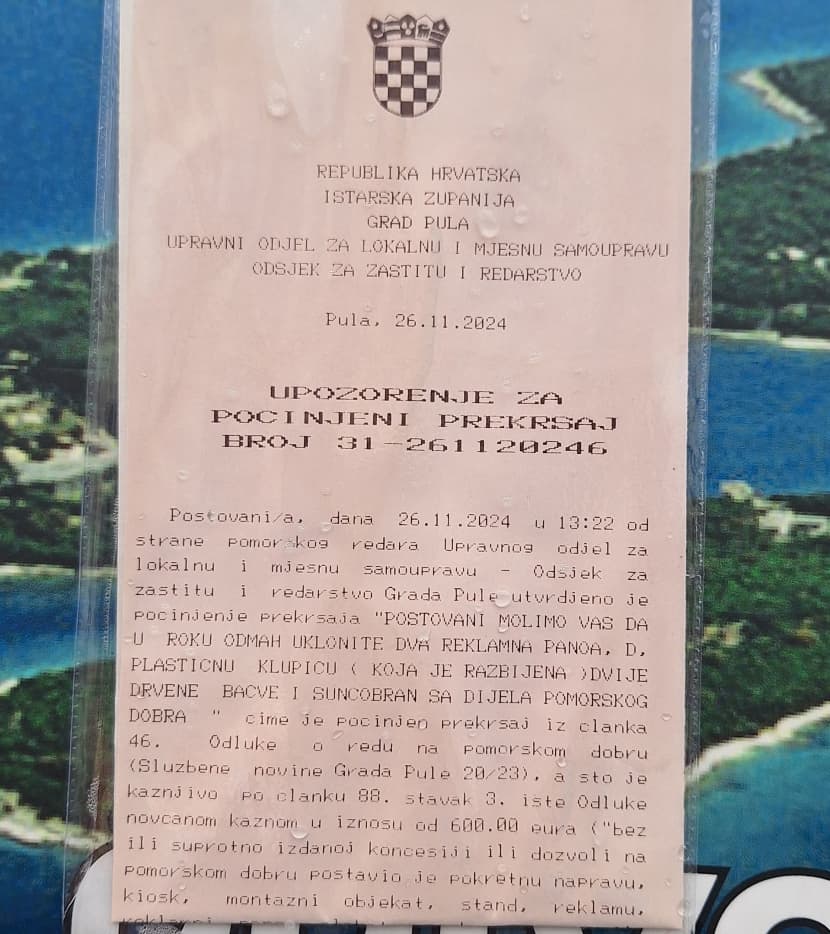 REPUBLIKA HRVATSKA
ISTARSKA ZUPANIJA
GRAD PULA
UPRAVNI ODJEL ZA LOKALNU I MJESNU SAMOUPRAVU
ODSJEK ZA ZASTITU I REDARSTVO
Pula, 26.11.2024
UPOZORENJE ZA
POCINJENI PREKRSAJ
BROJ 31-261120246
Postovani/a, dana 26.11.2024 u 13:22 od
strane pomorskog redara Upravnog odjel za
lokalnu i mjesnu samoupravu - Odsjek za
zastitu i redarstvo Grada Pule utvrdjeno je
pocinjenje prekrsaja "POSTOVANI MOLIMO VAS DA
U ROKU ODMAH UKLONITE DVA REKLAMNA PANOA, D,
PLASTICNU KLUPICU ( KOJA JE RAZBIJENA )DVIJE
DRVENE BACVE I SUNCOBRAN SA DIJELA POMORSKOG
DOBRA " cime je pocinjen prekrsaj iz clanka
46. Odluke o redu na pomorskom dobru
(Sluzbene novine Grada Pule 20/23), a sto je
kaznjivo po clanku 88. stavak 3. iste Odluke
novcanom kaznom u iznosu od 600.00 eura ("bez
ili suprotno izdanoj koncesiji ili dozvoli na
pomorskom dobru postavio je pokretnu napravu,
kiosk, montazni objekat, stand, reklamu,